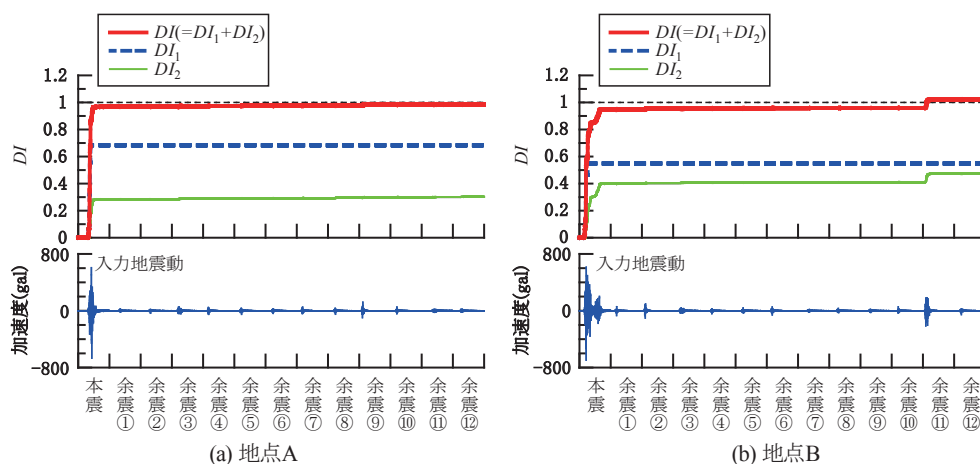 DI(=DI₁+DI₂)
DI₁
DI₂
1.2
1
0.8
0.6
0.4
0.2
0
DI
800
0
-800
加速度(gal)
入力地震動
本震
余震①
余震②
余震③
余震④
余震⑤
余震⑥
余震⑦
余震⑧
余震⑨
余震⑩
余震⑪
余震⑫
(a) 地点A
DI(=DI₁+DI₂)
DI₁
DI₂
1.2
1
0.8
0.6
0.4
0.2
0
DI
800
0
-800
加速度(gal)
入力地震動
本震
余震①
余震②
余震③
余震④
余震⑤
余震⑥
余震⑦
余震⑧
余震⑨
余震⑩
余震⑪
余震⑫
(b) 地点B